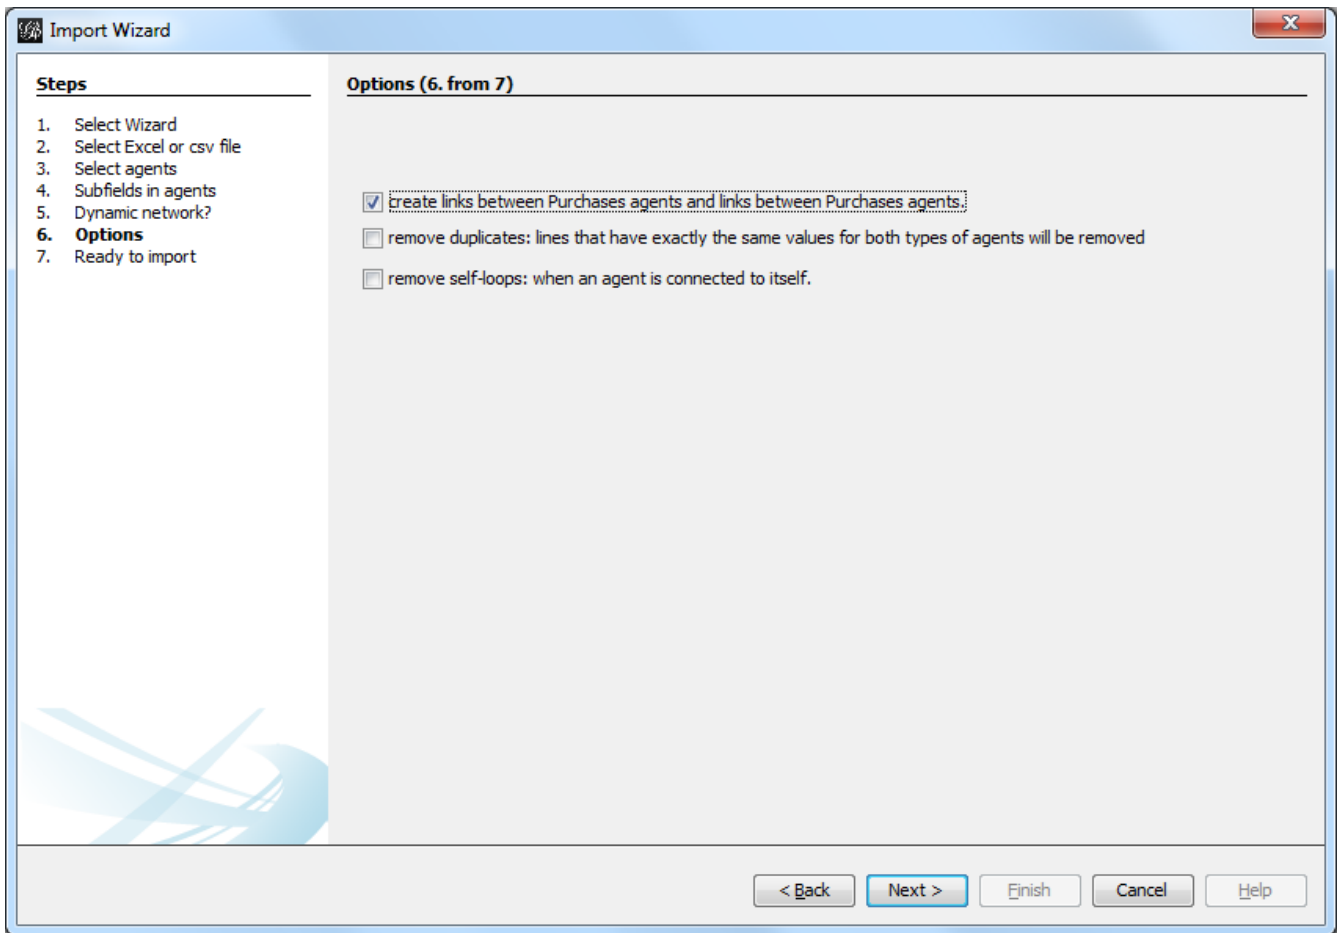 Import Wizard
Steps
1. Select Wizard
2. Select Excel or csv file
3. Select agents
4. Subfields in agents
5. Dynamic network?
6. Options
7. Ready to import
Options (6. from 7)
create links between Purchases agents and links between Purchases agents.
remove duplicates: lines that have exactly the same values for both types of agents will be removed
remove self-loops: when an agent is connected to itself.
< Back Next > Finish Cancel Help